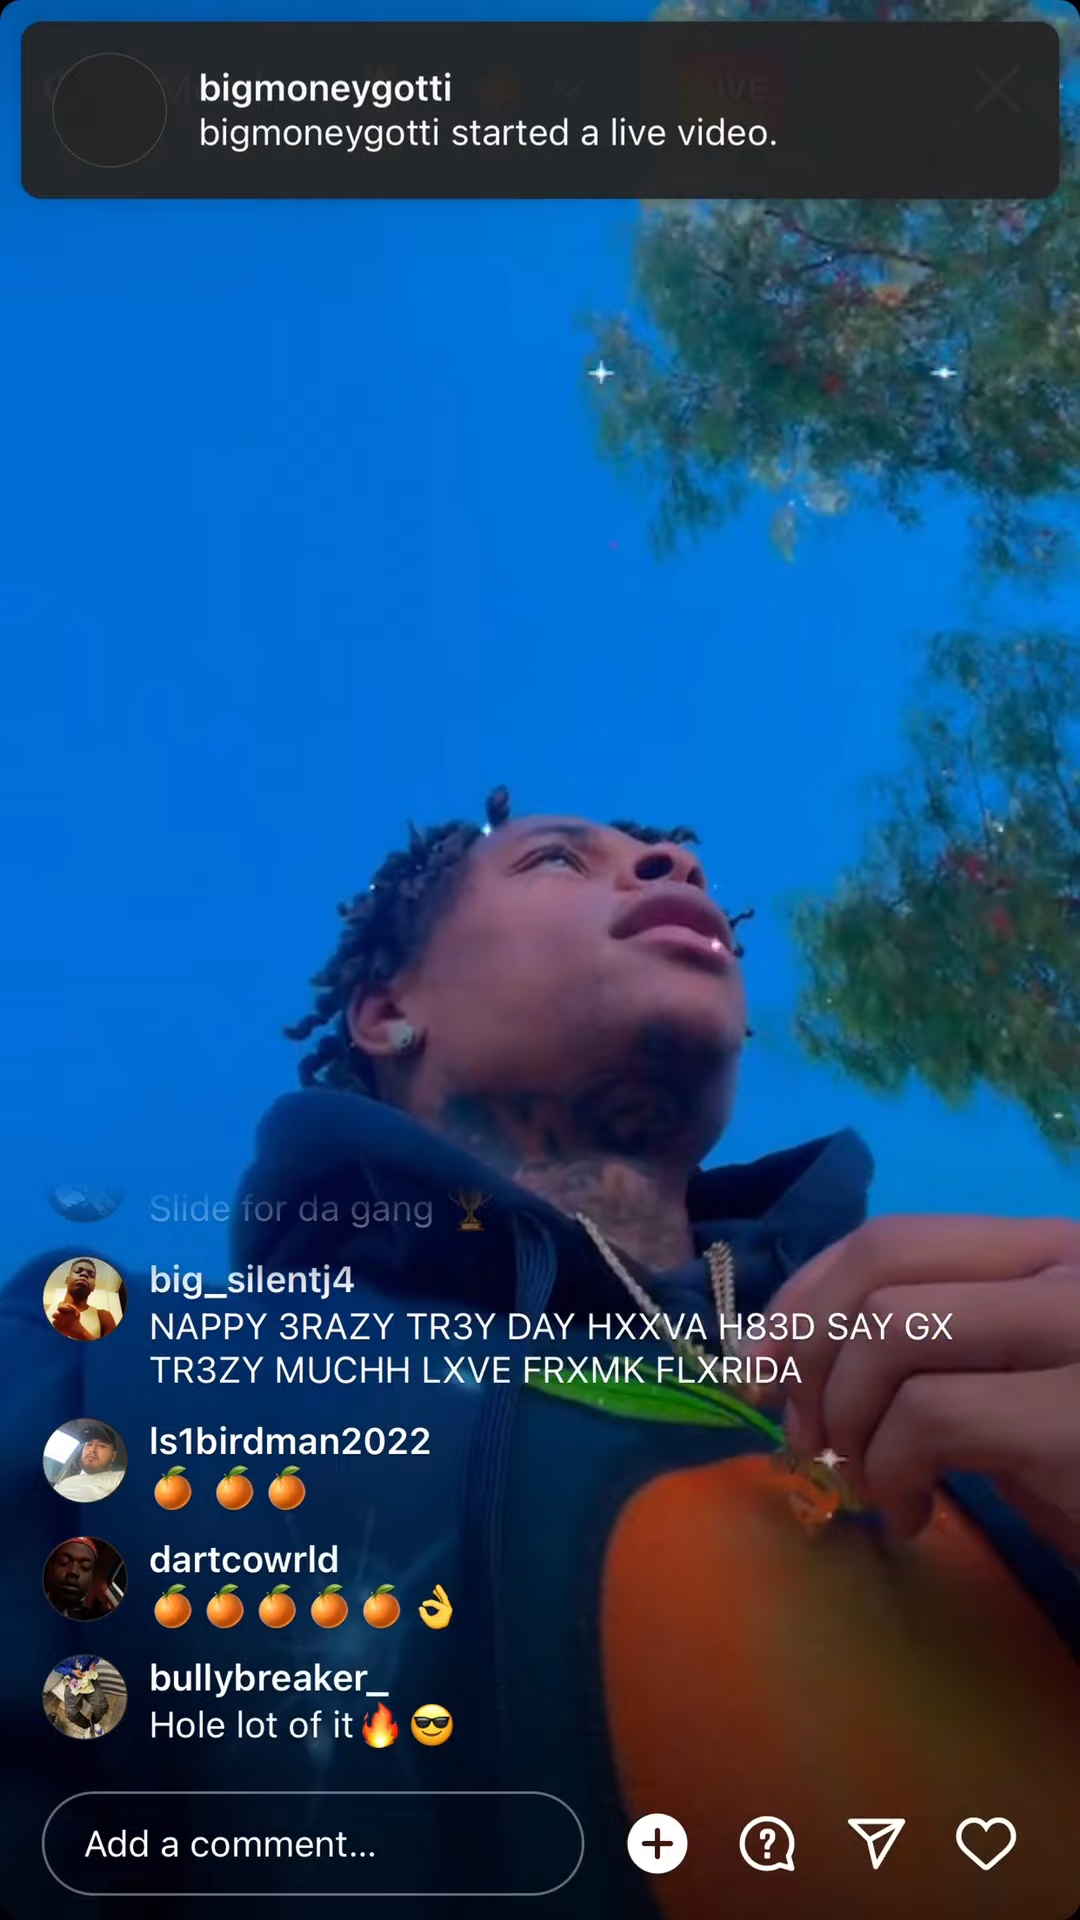 bigmoneygotti
bigmoneygotti started a live video.
Slide for da gang 🏆
big_silentj4
NAPPY 3RAZY TR3Y DAY HXXVA H83D SAY GX
TR3ZY MUCHH LXVE FRXMK FLXRIDA
ls1birdman2022
🍊 🍊 🍊
dartcowrld
🍊 🍊 🍊 🍊 🍊 👌
bullybreaker_
Hole lot of it🔥 😎
Add a comment...